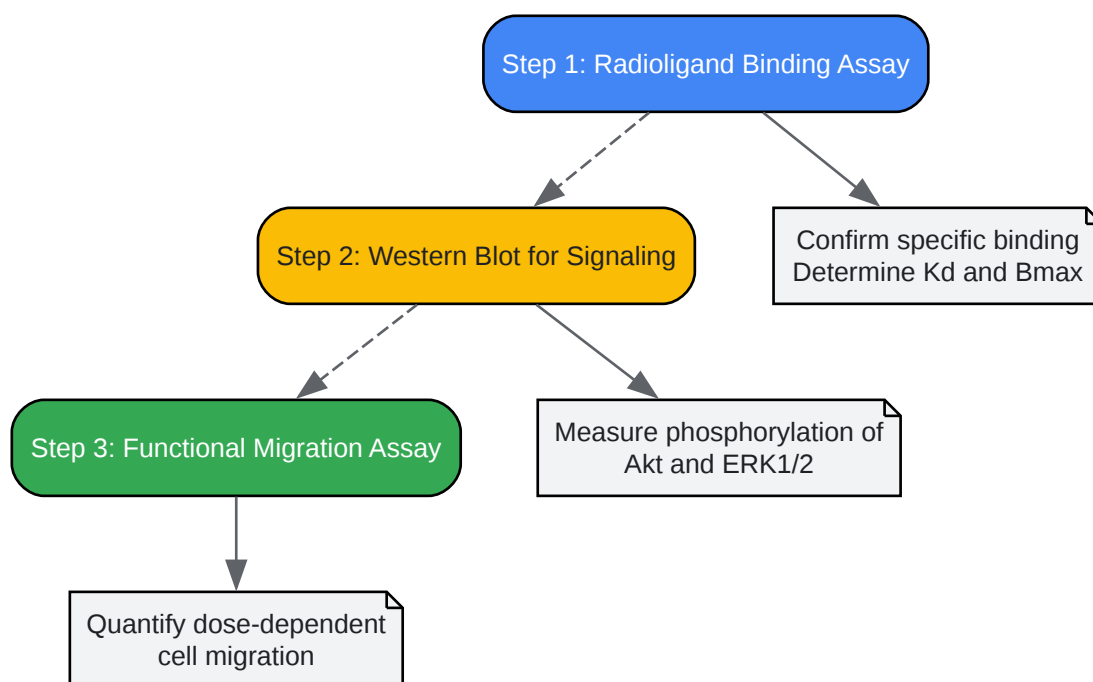 Step 1: Radioligand Binding Assay
Confirm specific binding
Determine Kd and Bmax
Step 2: Western Blot for Signaling
Measure phosphorylation of
Akt and ERK1/2
Step 3: Functional Migration Assay
Quantify dose-dependent
cell migration